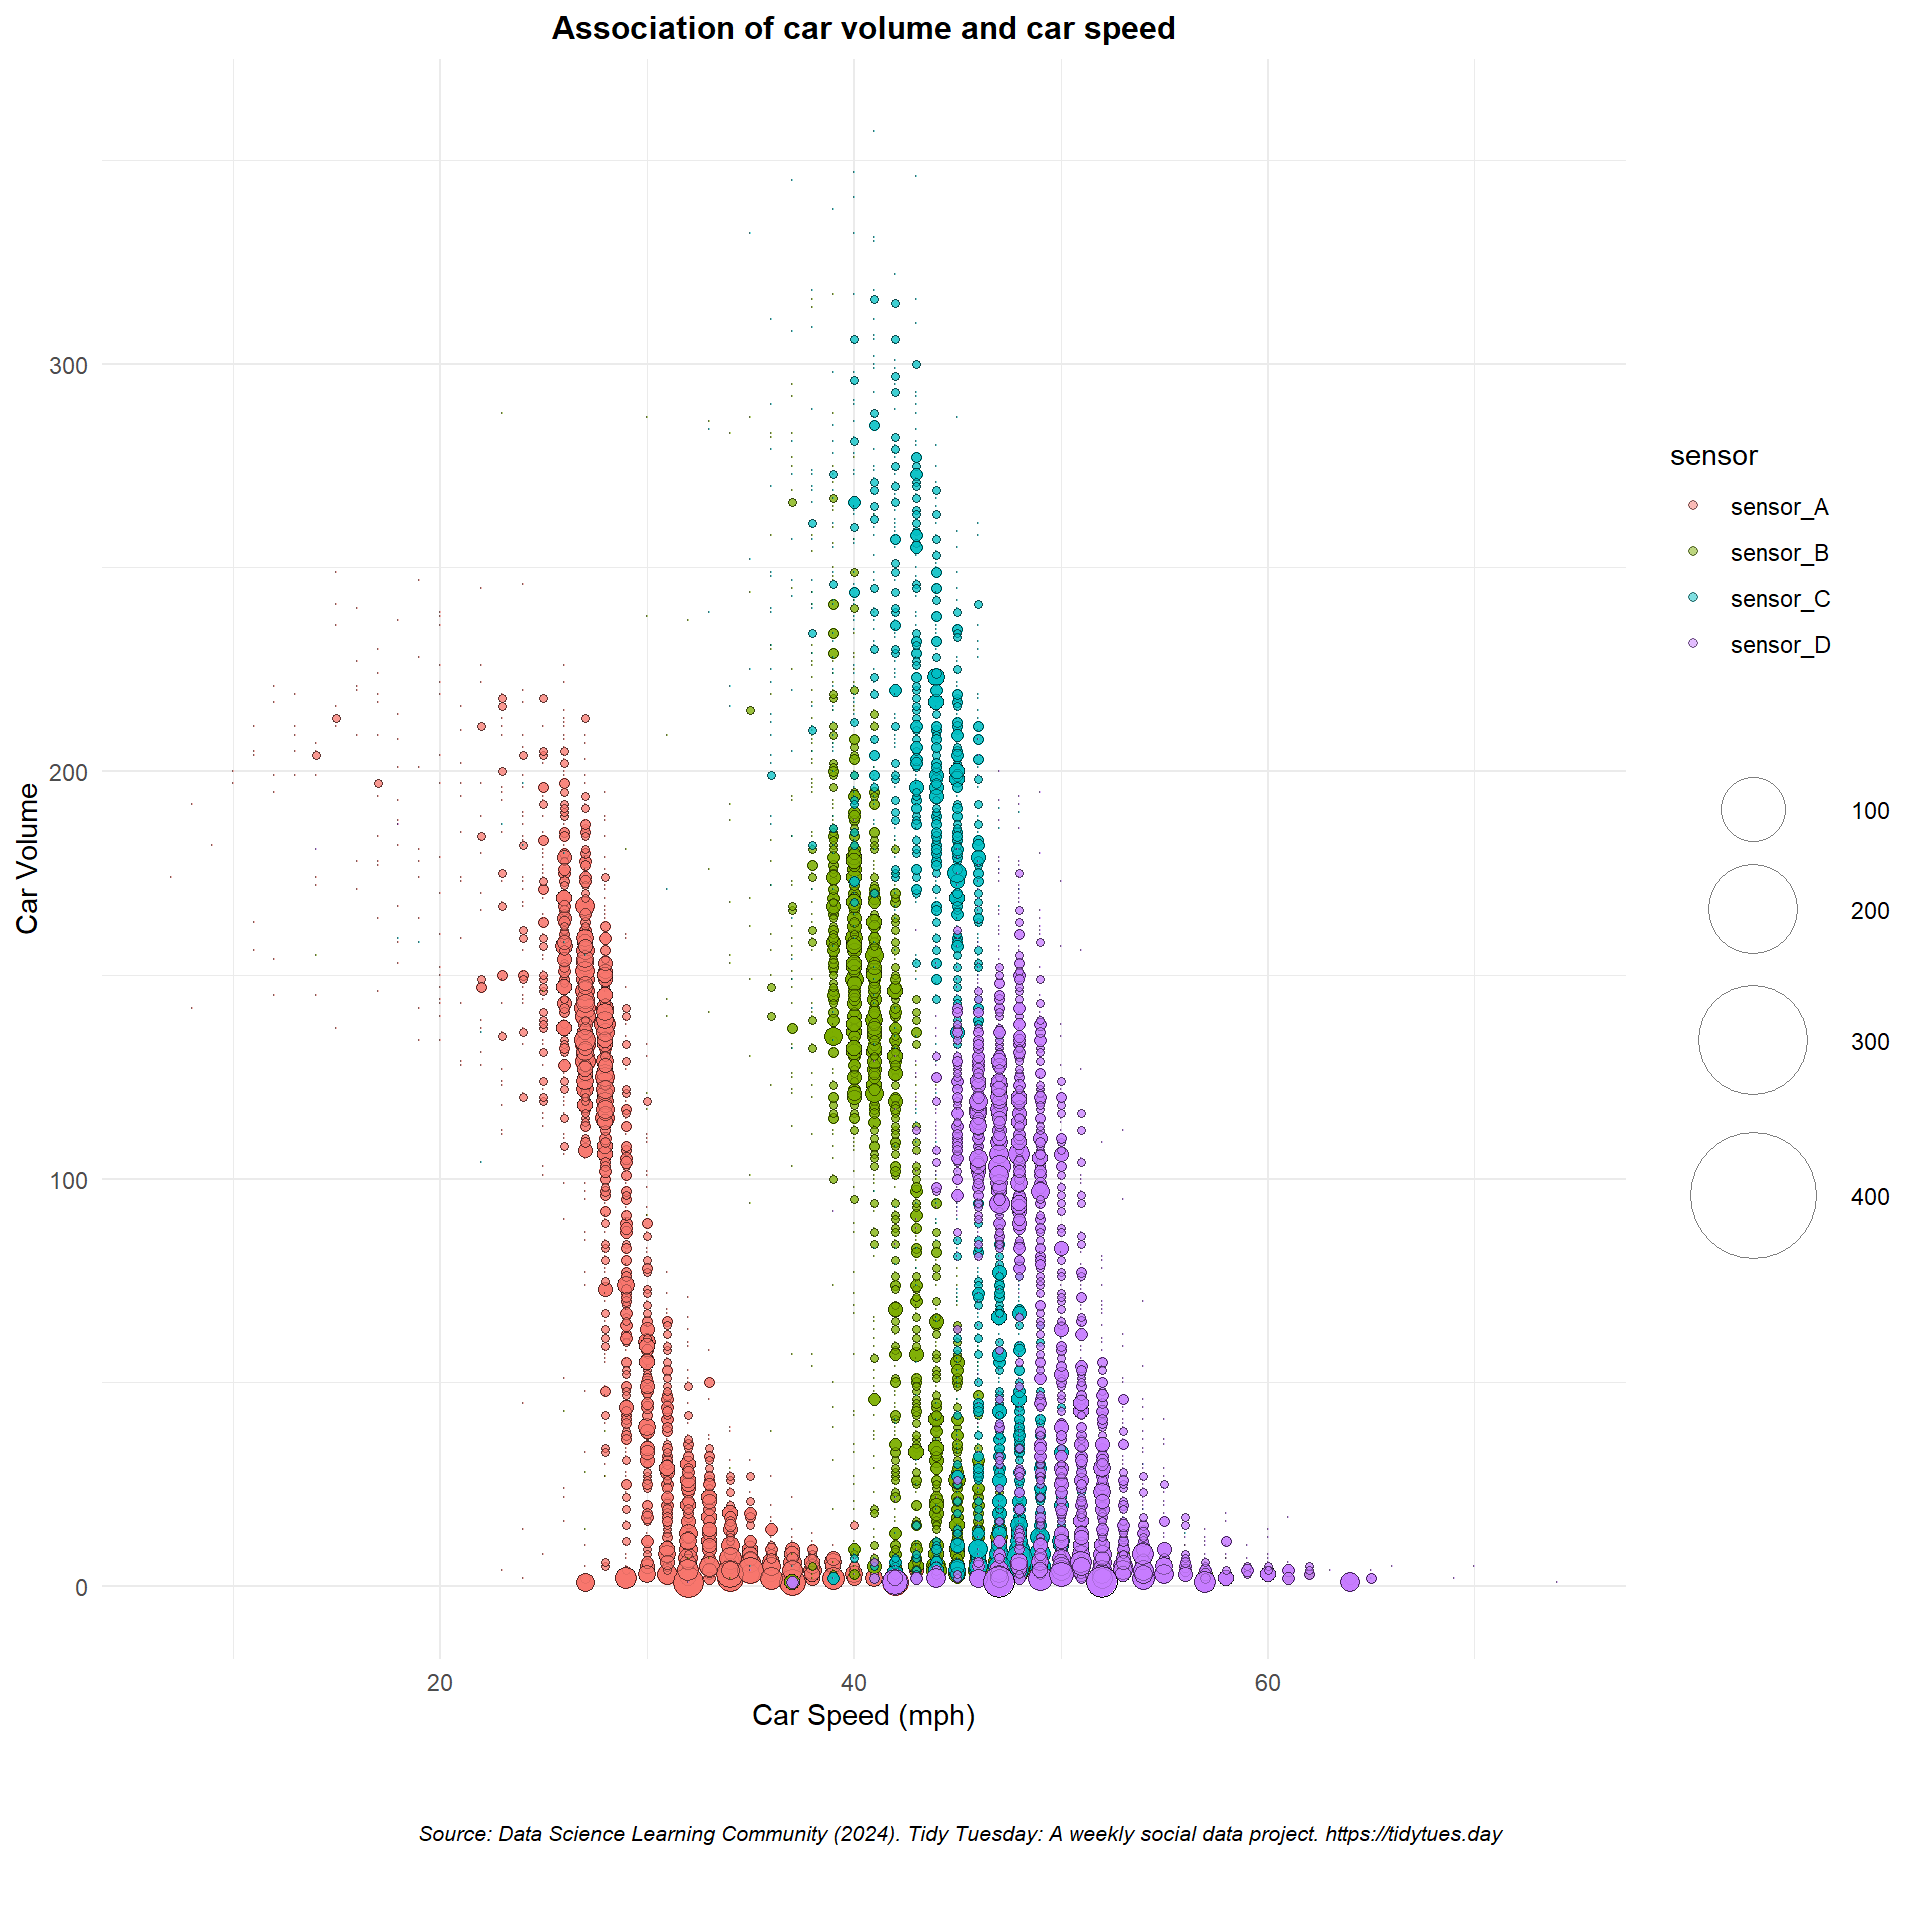 Association of car volume and car speed
Car Volume
300
200
100
0
20 40 60
Car Speed (mph)
sensor
sensor_A
sensor_B
sensor_C
sensor_D
100
200
300
400
Source: Data Science Learning Community (2024). Tidy Tuesday: A weekly social data project. https://tidytues.day